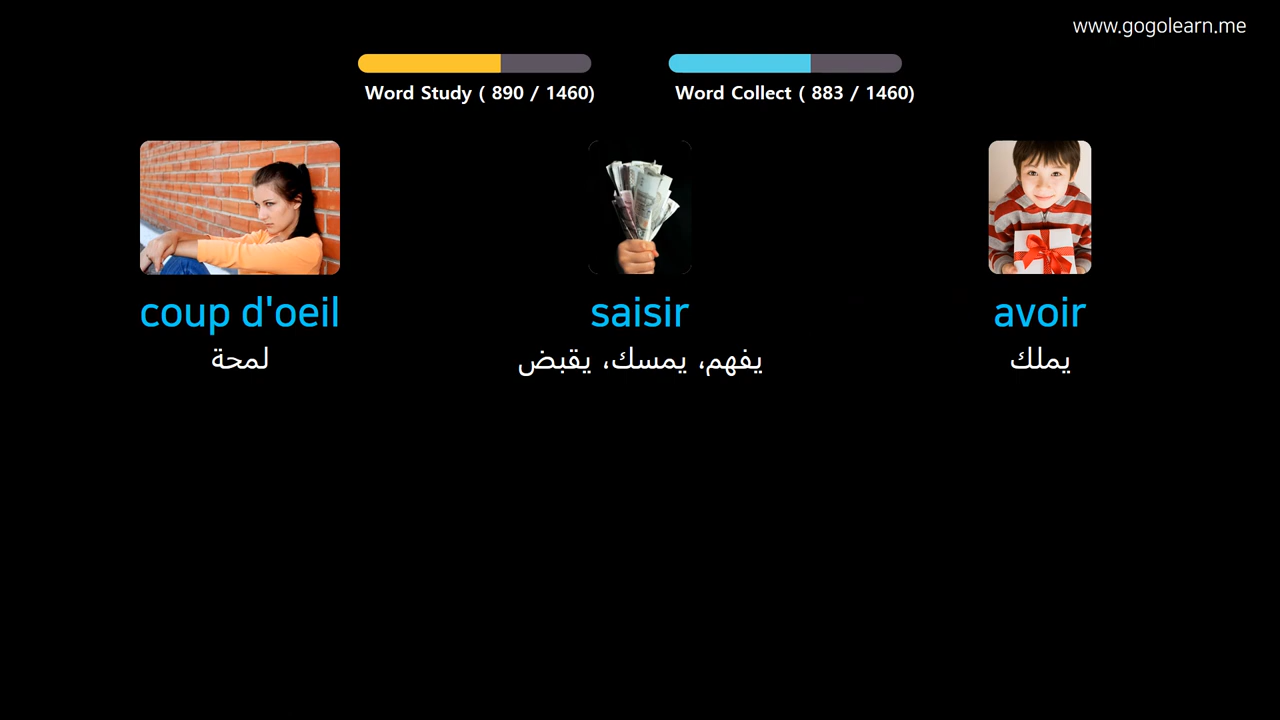 www.gogolearn.me
Word Study ( 890 / 1460)
Word Collect ( 883 / 1460)
coup d'oeil
لمحة
saisir
يفهم، يمسك، يقبض
avoir
يملك